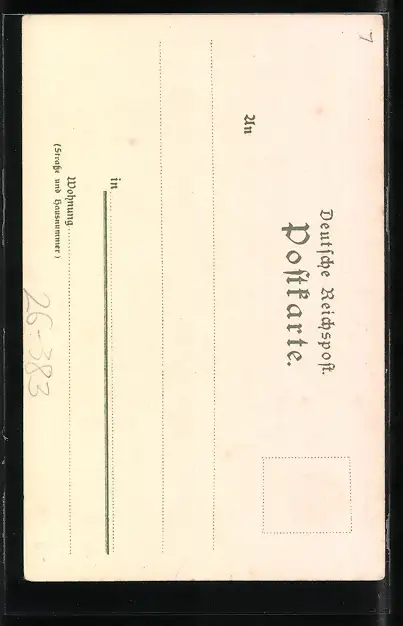 Deutsche Reichspost.
Postkarte.
An
in
Wohnung
(Straße und Hausnummer)
26-383
7